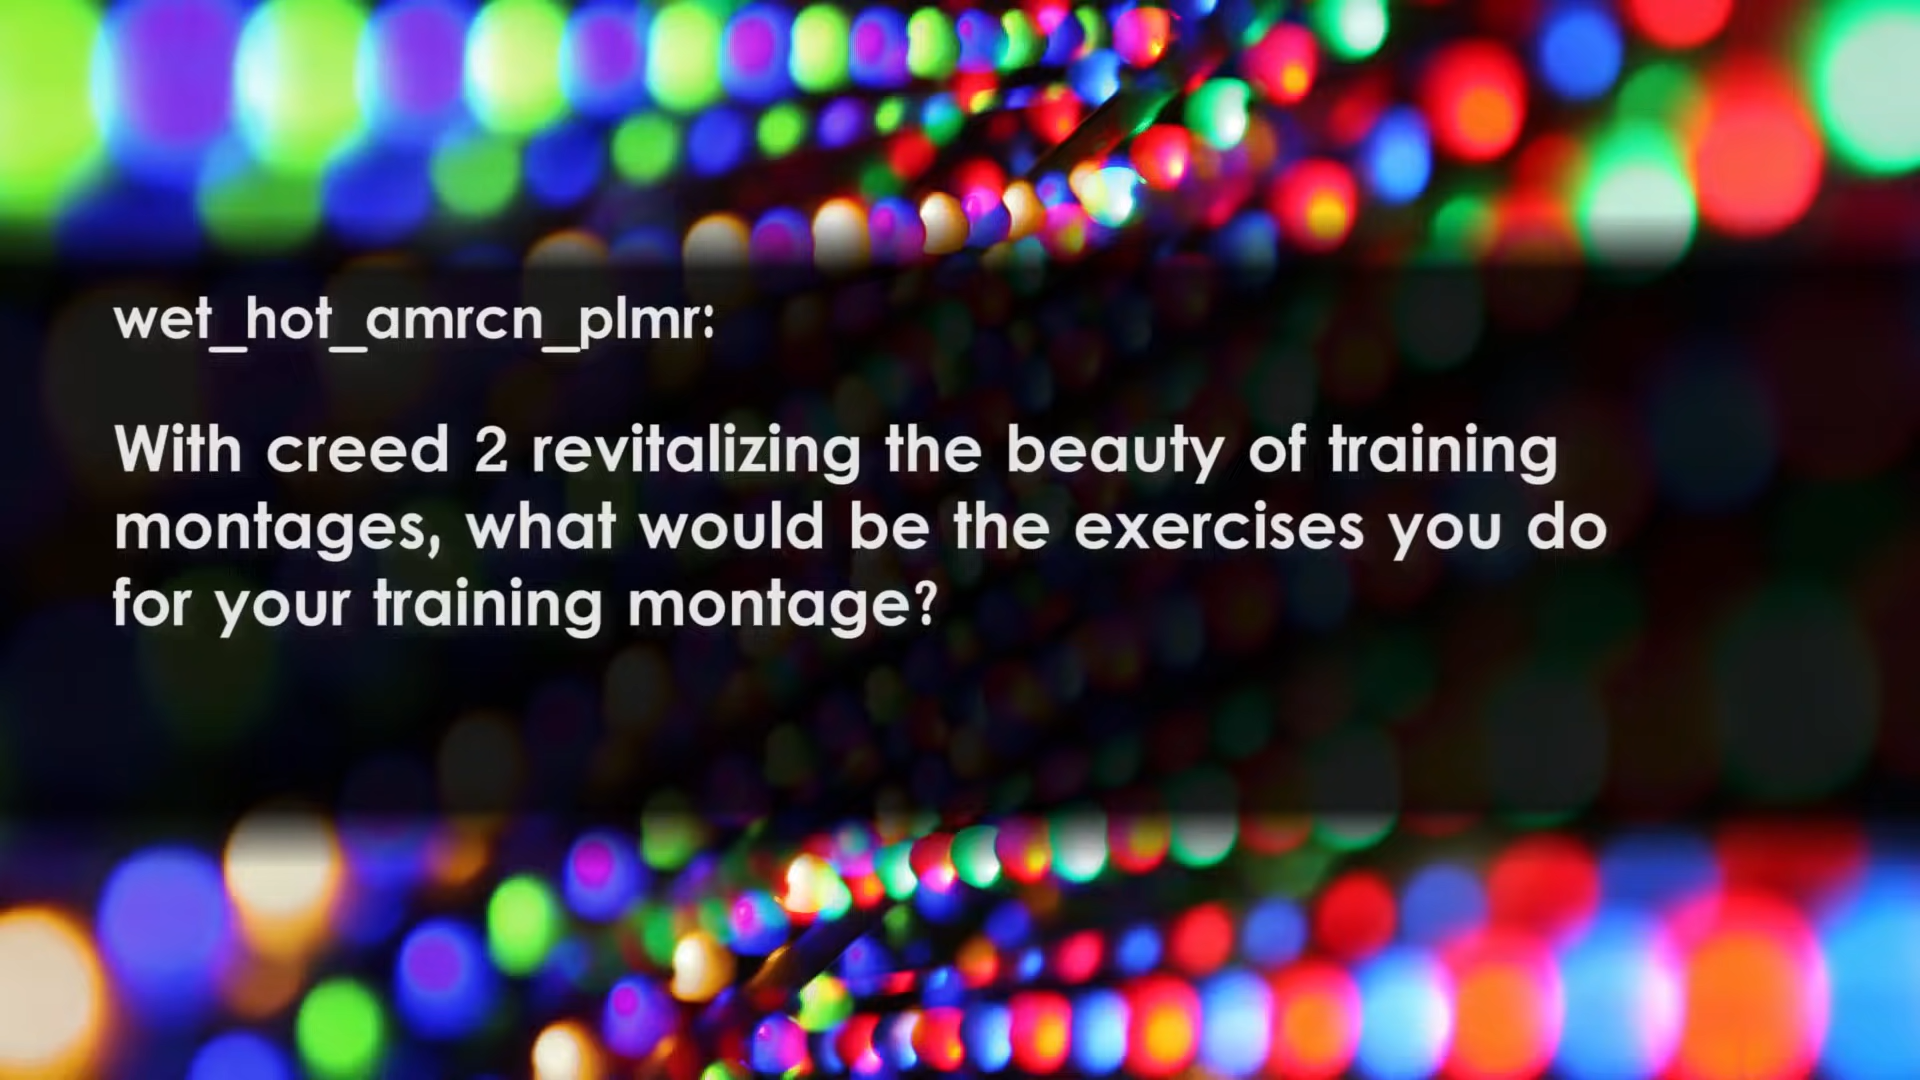 wet_hot_amrcn_plmr:
With creed 2 revitalizing the beauty of training
montages, what would be the exercises you do
for your training montage?